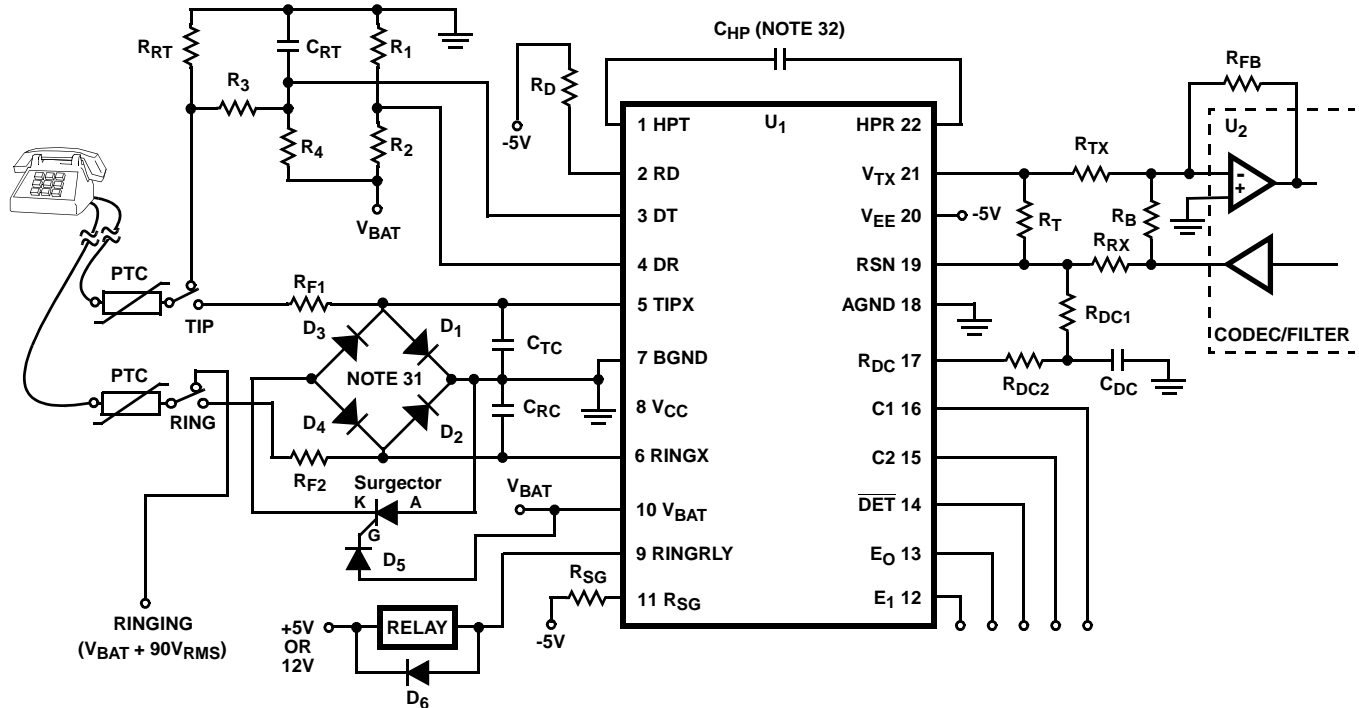 C_HP (NOTE 32)
R_RT
C_RT
R_1
R_3
R_4
R_2
V_BAT
R_D
-5V
R_FB
U_1
U_2
1 HPT
HPR 22
2 RD
V_TX 21
R_TX
3 DT
V_EE 20
-5V
R_T
R_B
4 DR
RSN 19
R_RX
PTC
TIP
R_F1
5 TIPX
AGND 18
D_3
D_1
C_TC
R_DC1
CODEC/FILTER
NOTE 31
7 BGND
R_DC 17
R_DC2
C_DC
PTC
RING
D_4
D_2
C_RC
8 V_CC
C1 16
R_F2
6 RINGX
C2 15
Surgector
K
A
G
D_5
V_BAT
10 V_BAT
DET 14
9 RINGRLY
E_O 13
R_SG
-5V
11 R_SG
E_1 12
RINGING
(V_BAT + 90V_RMS)
+5V
OR
12V
RELAY
D_6
-
+